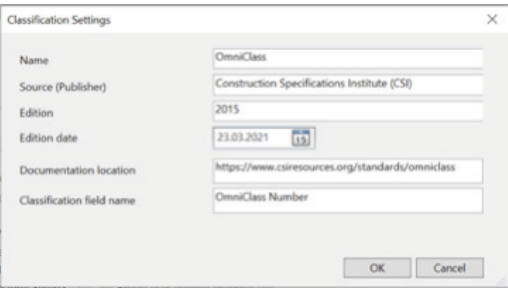 Classification Settings
Name
OmniClass
Source (Publisher)
Construction Specifications Institute (CSI)
Edition
2015
Edition date
23.03.2021
15
Documentation location
https://www.csiresources.org/standards/omniclass
Classification field name
OmniClass Number
OK
Cancel